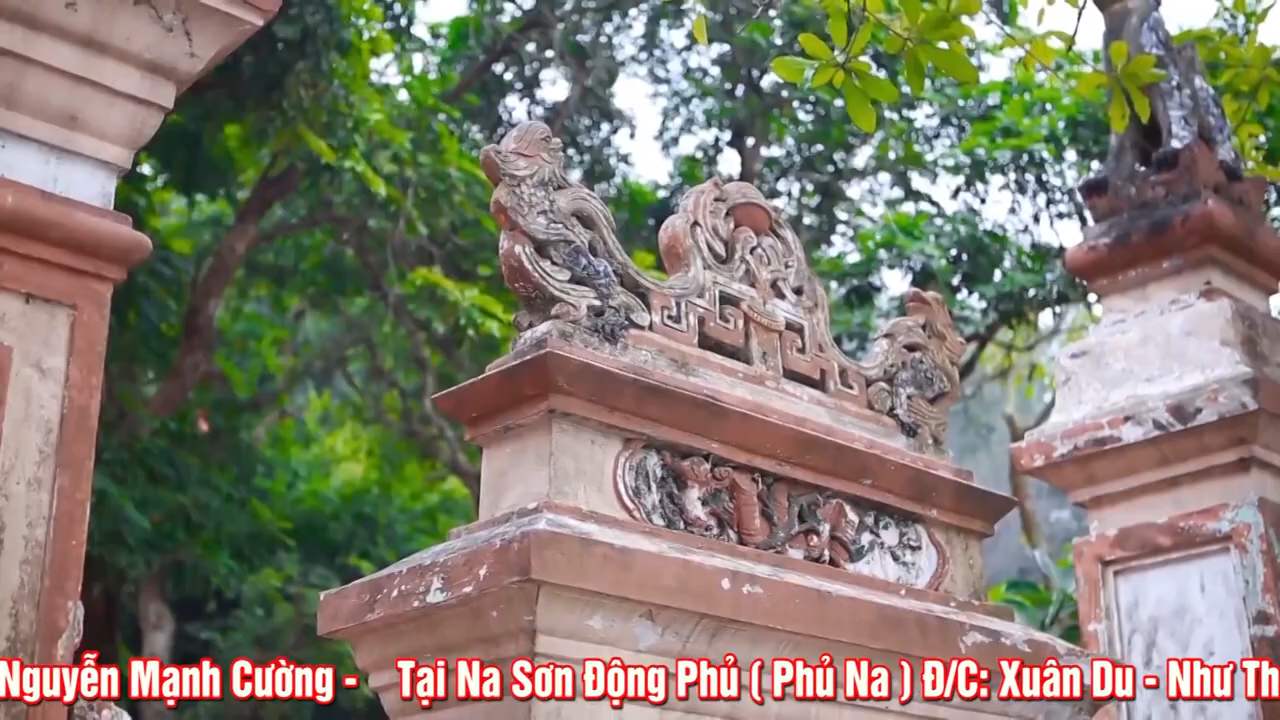 Nguyễn Mạnh Cường - Tại Na Sơn Động Phủ ( Phủ Na ) Đ/C: Xuân Du - Như Th